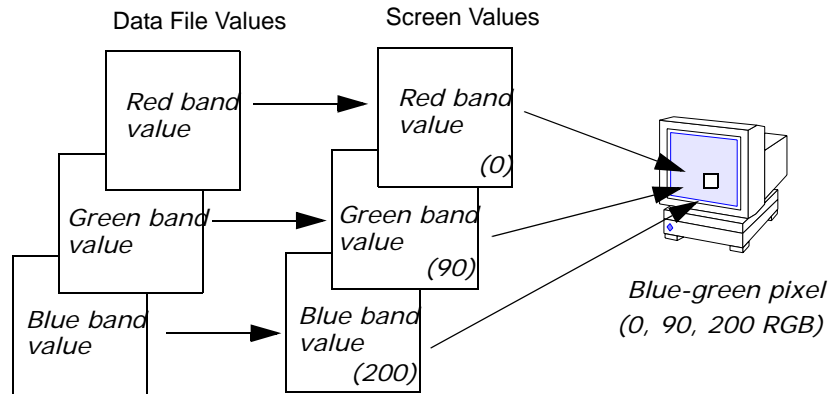 Data File Values
Screen Values
Red band
value
Red band
value
(0)
Green band
value
Green band
value
(90)
Blue band
value
Blue band
value
(200)
Blue-green pixel
(0, 90, 200 RGB)